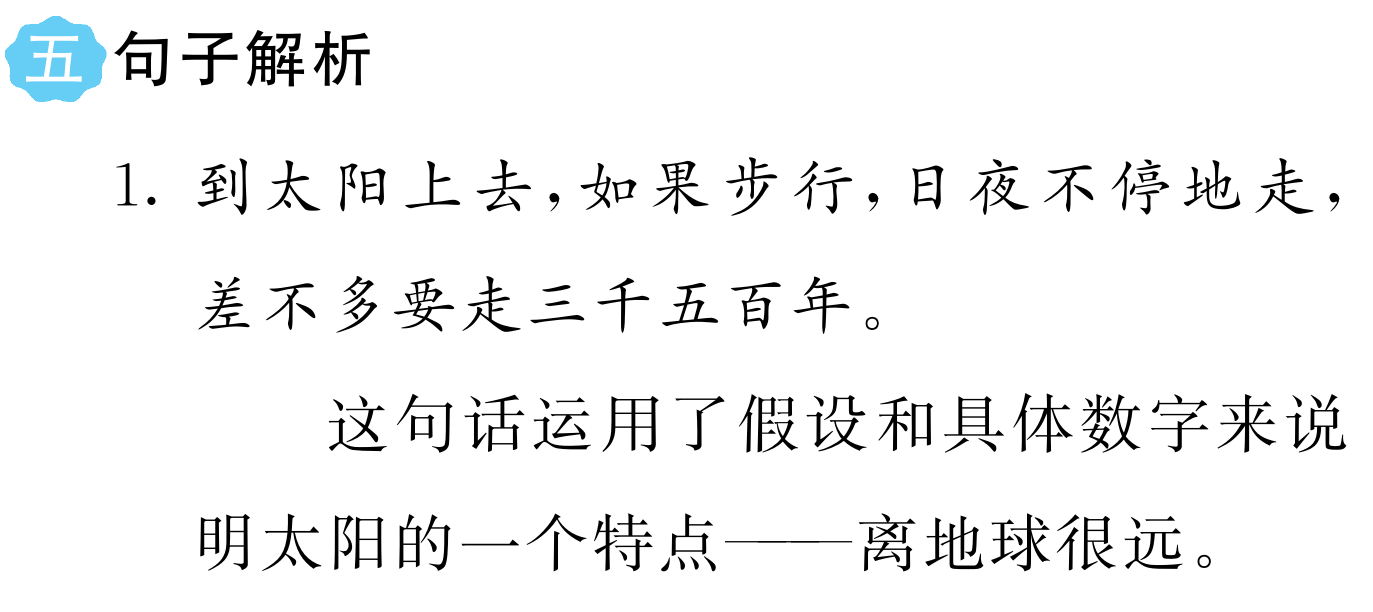 五 句子解析
1. 到太阳上去，如果步行，日夜不停地走，
差不多要走三千五百年。
这句话运用了假设和具体数字来说
明太阳的一个特点——离地球很远。